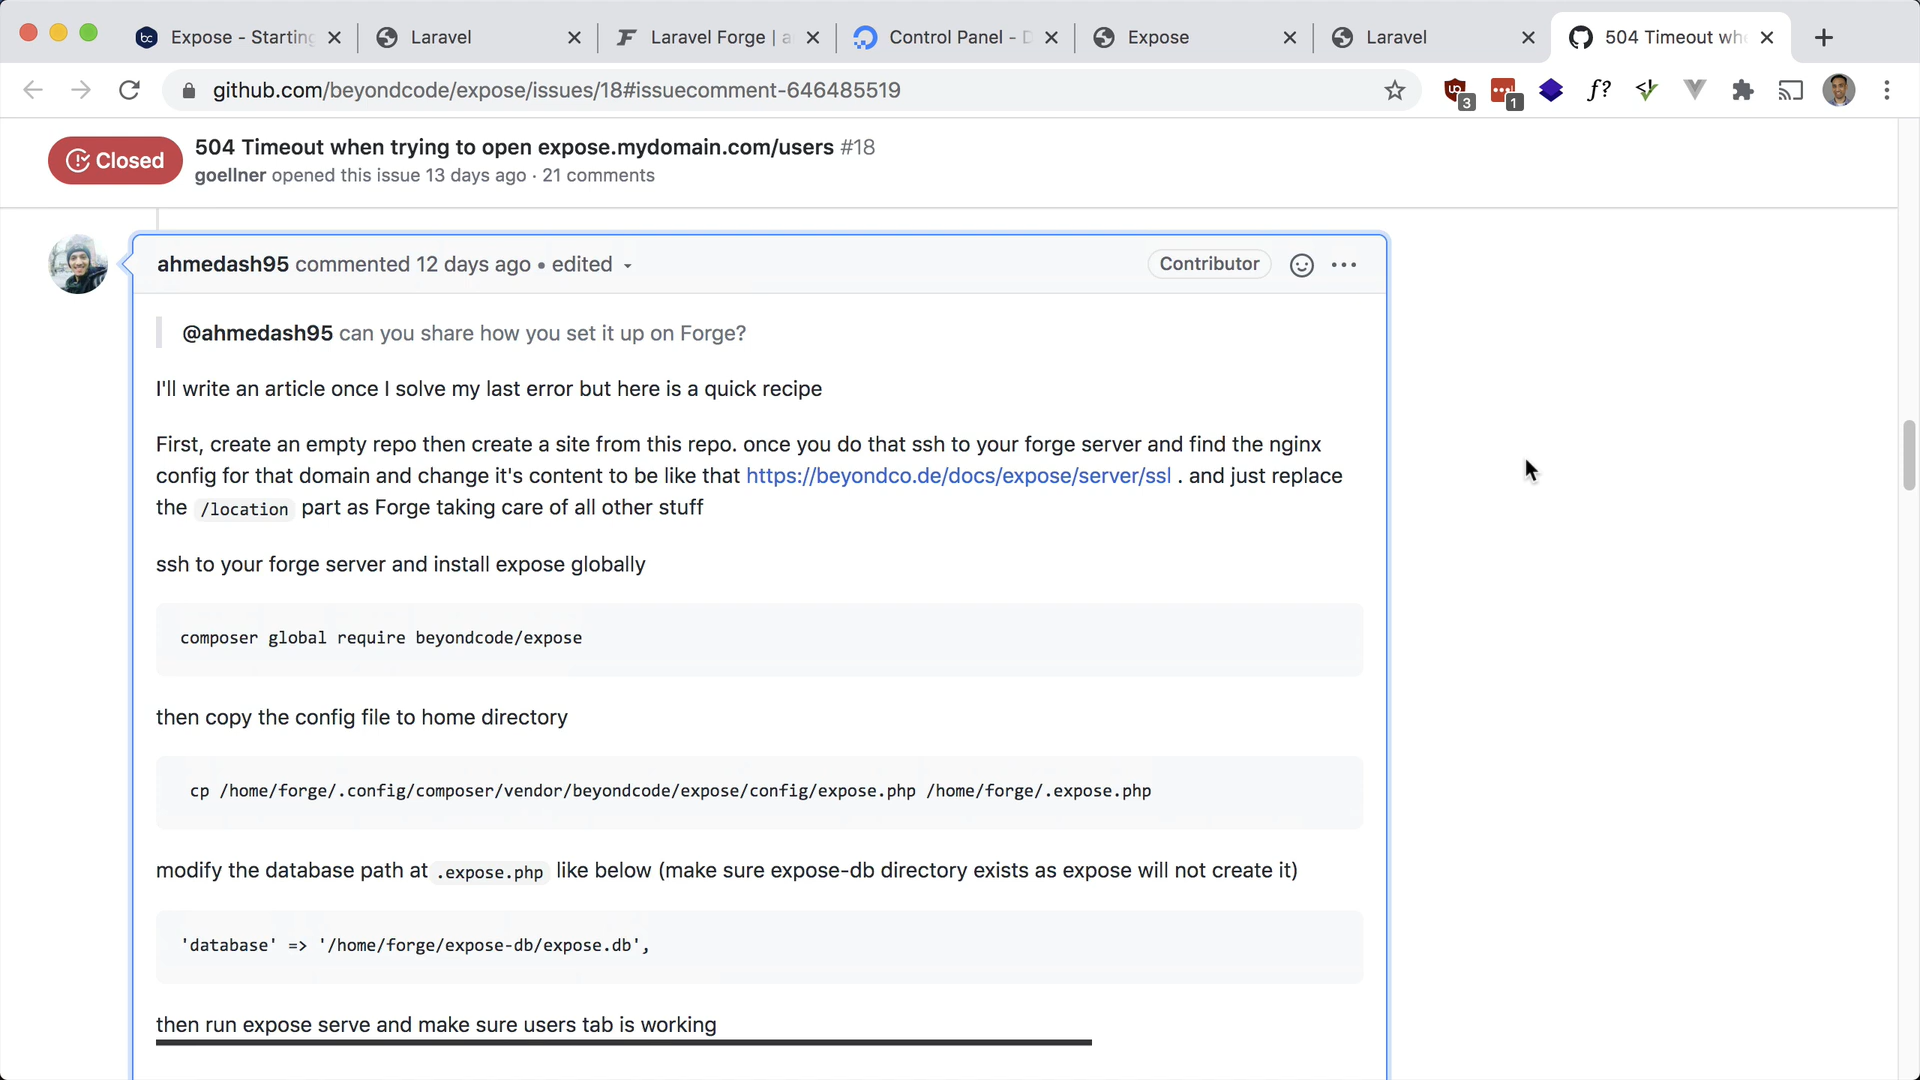 Expose - Starting
Laravel
Laravel Forge | a
Control Panel - D
Expose
Laravel
504 Timeout whe
github.com/beyondcode/expose/issues/18#issuecomment-646485519
3
1
f?
Closed
504 Timeout when trying to open expose.mydomain.com/users #18
goellner opened this issue 13 days ago · 21 comments
ahmedash95 commented 12 days ago • edited
Contributor
@ahmedash95 can you share how you set it up on Forge?
I'll write an article once I solve my last error but here is a quick recipe
First, create an empty repo then create a site from this repo. once you do that ssh to your forge server and find the nginx
config for that domain and change it's content to be like that https://beyondco.de/docs/expose/server/ssl . and just replace
the /location part as Forge taking care of all other stuff
ssh to your forge server and install expose globally
composer global require beyondcode/expose
then copy the config file to home directory
cp /home/forge/.config/composer/vendor/beyondcode/expose/config/expose.php /home/forge/.expose.php
modify the database path at .expose.php like below (make sure expose-db directory exists as expose will not create it)
'database' => '/home/forge/expose-db/expose.db',
then run expose serve and make sure users tab is working